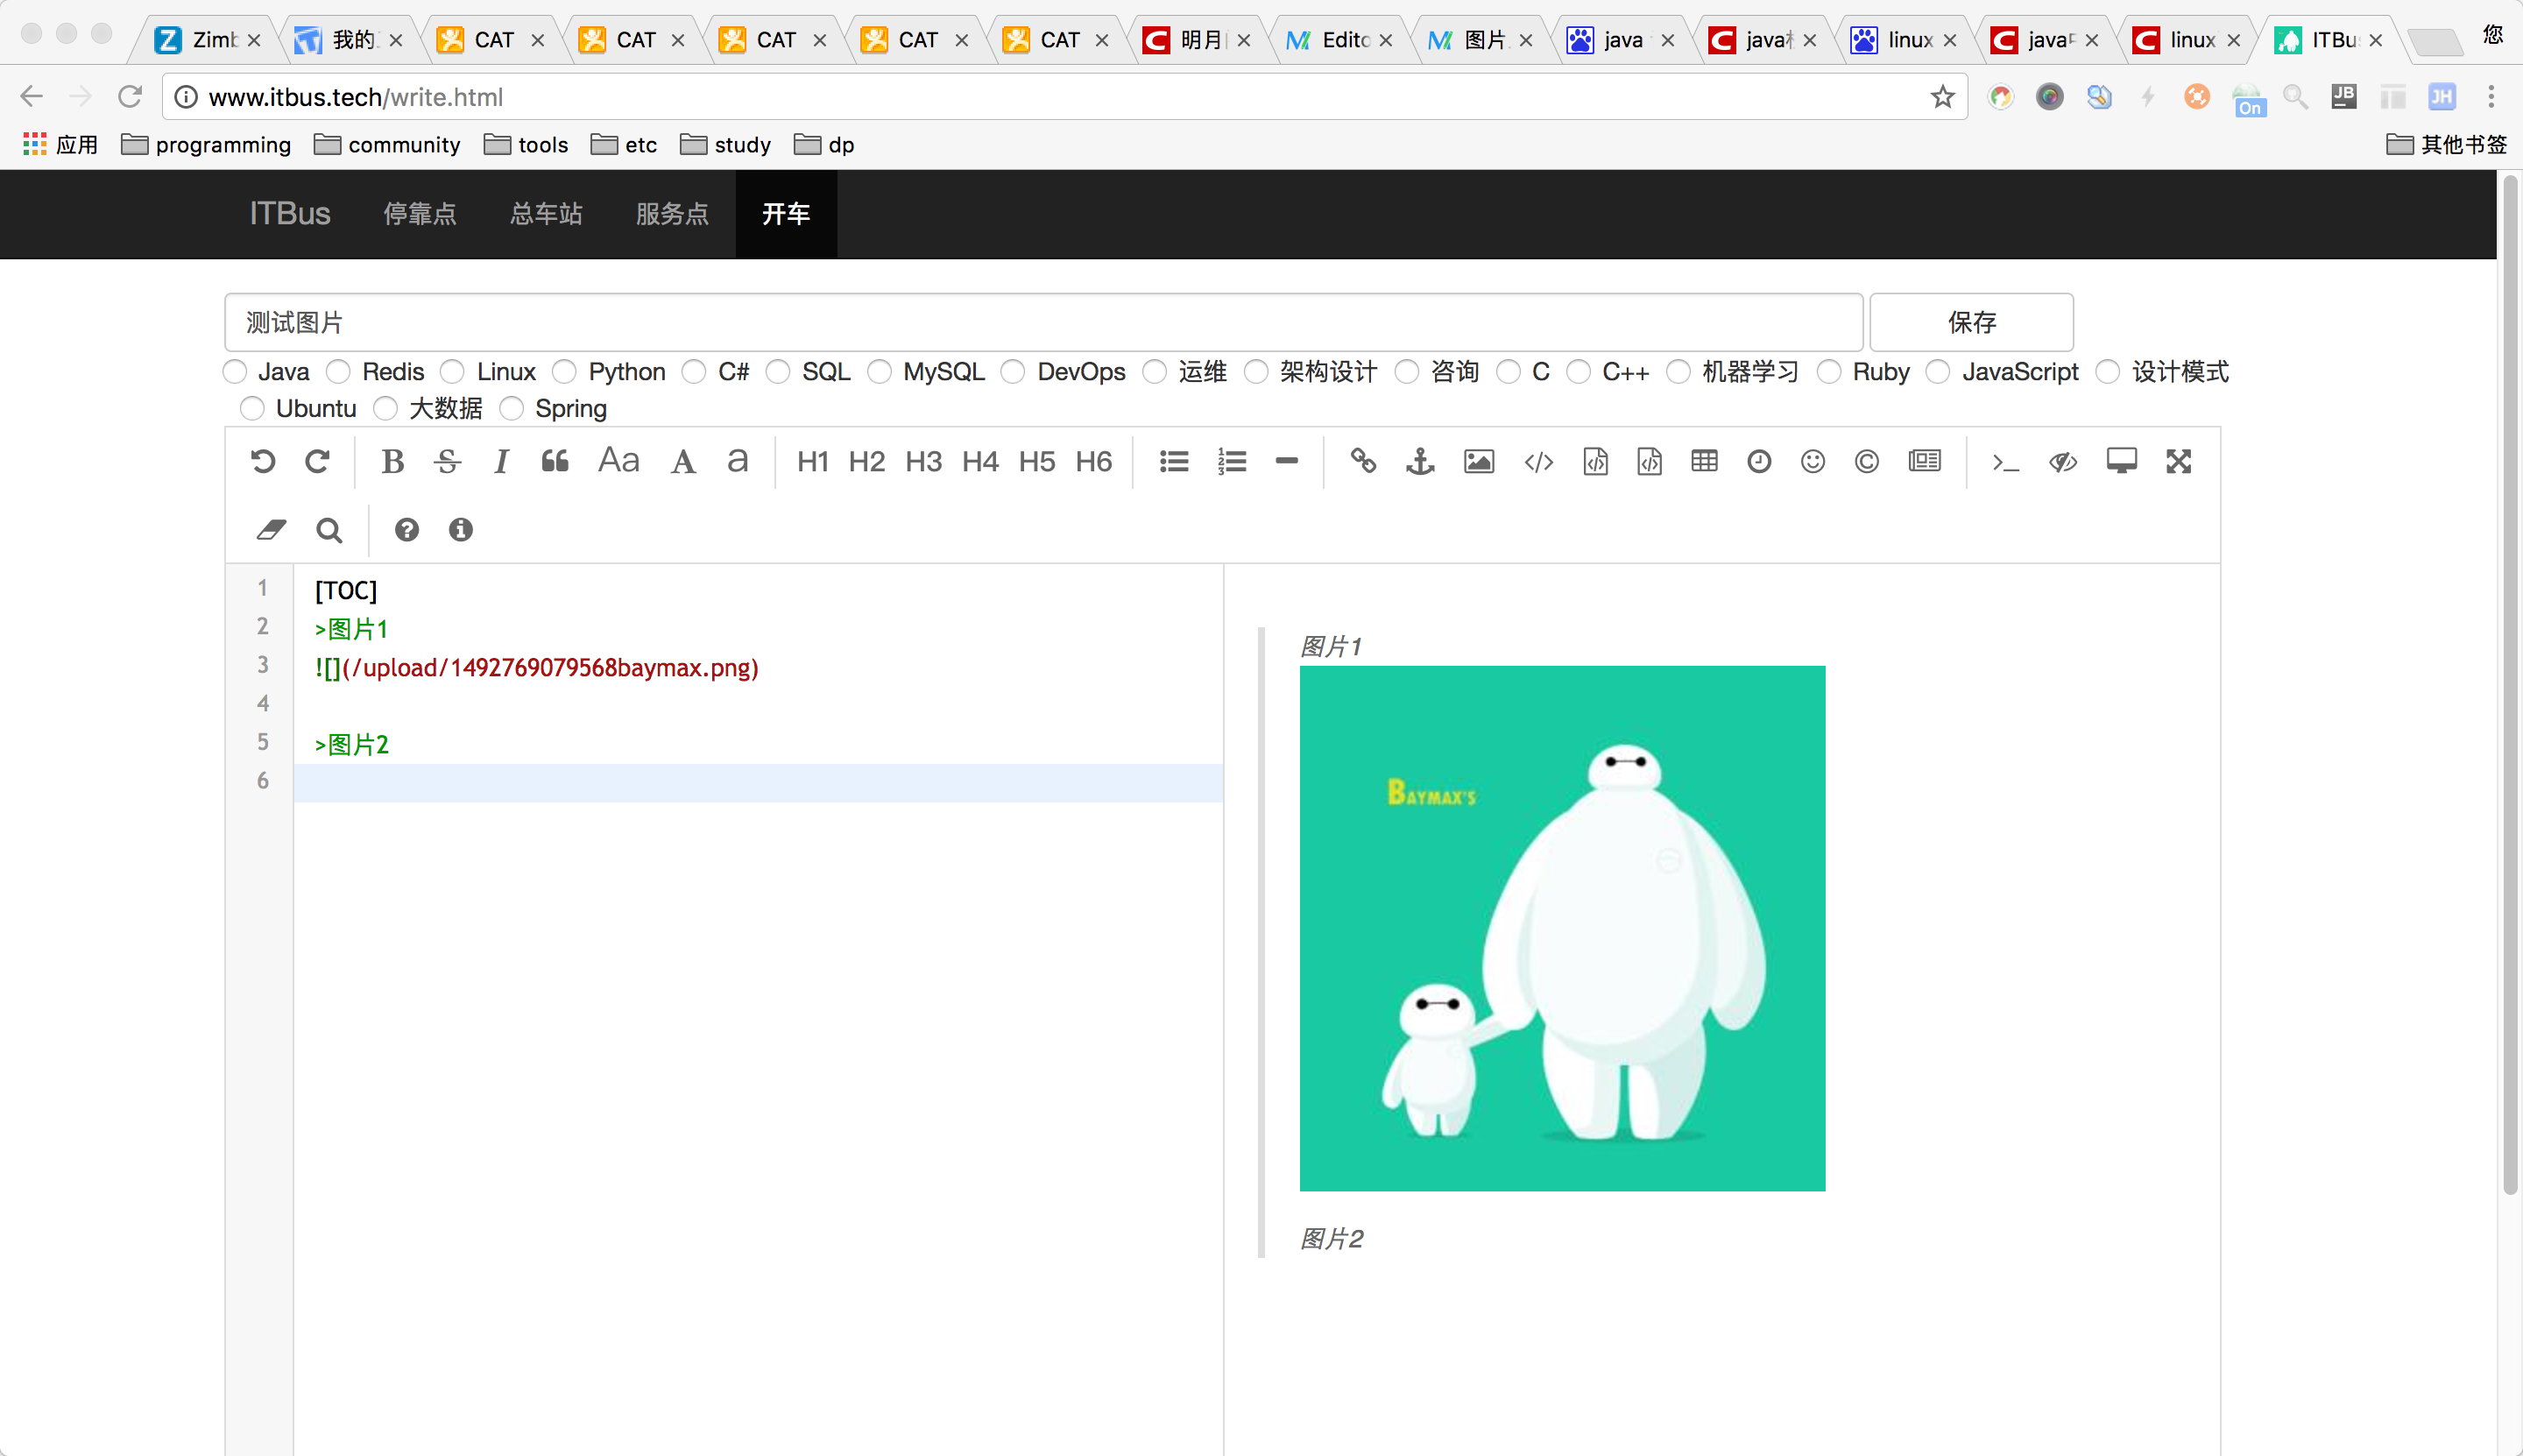 Zimb 我的 CAT CAT CAT CAT CAT 明月 Edito 图片 java java linux java linux ITBu 您
www.itbus.tech/write.html On JB JH
应用 programming community tools etc study dp 其他书签
ITBus 停靠点 总车站 服务点 开车
测试图片 保存
Java Redis Linux Python C# SQL MySQL DevOps 运维 架构设计 咨询 C C++ 机器学习 Ruby JavaScript 设计模式
Ubuntu 大数据 Spring
B S I Aa A a H1 H2 H3 H4 H5 H6
1 [TOC]
2 >图片1
3 ![](/upload/1492769079568baymax.png)
4
5 >图片2
6
图片1
BAYMAX'S
图片2